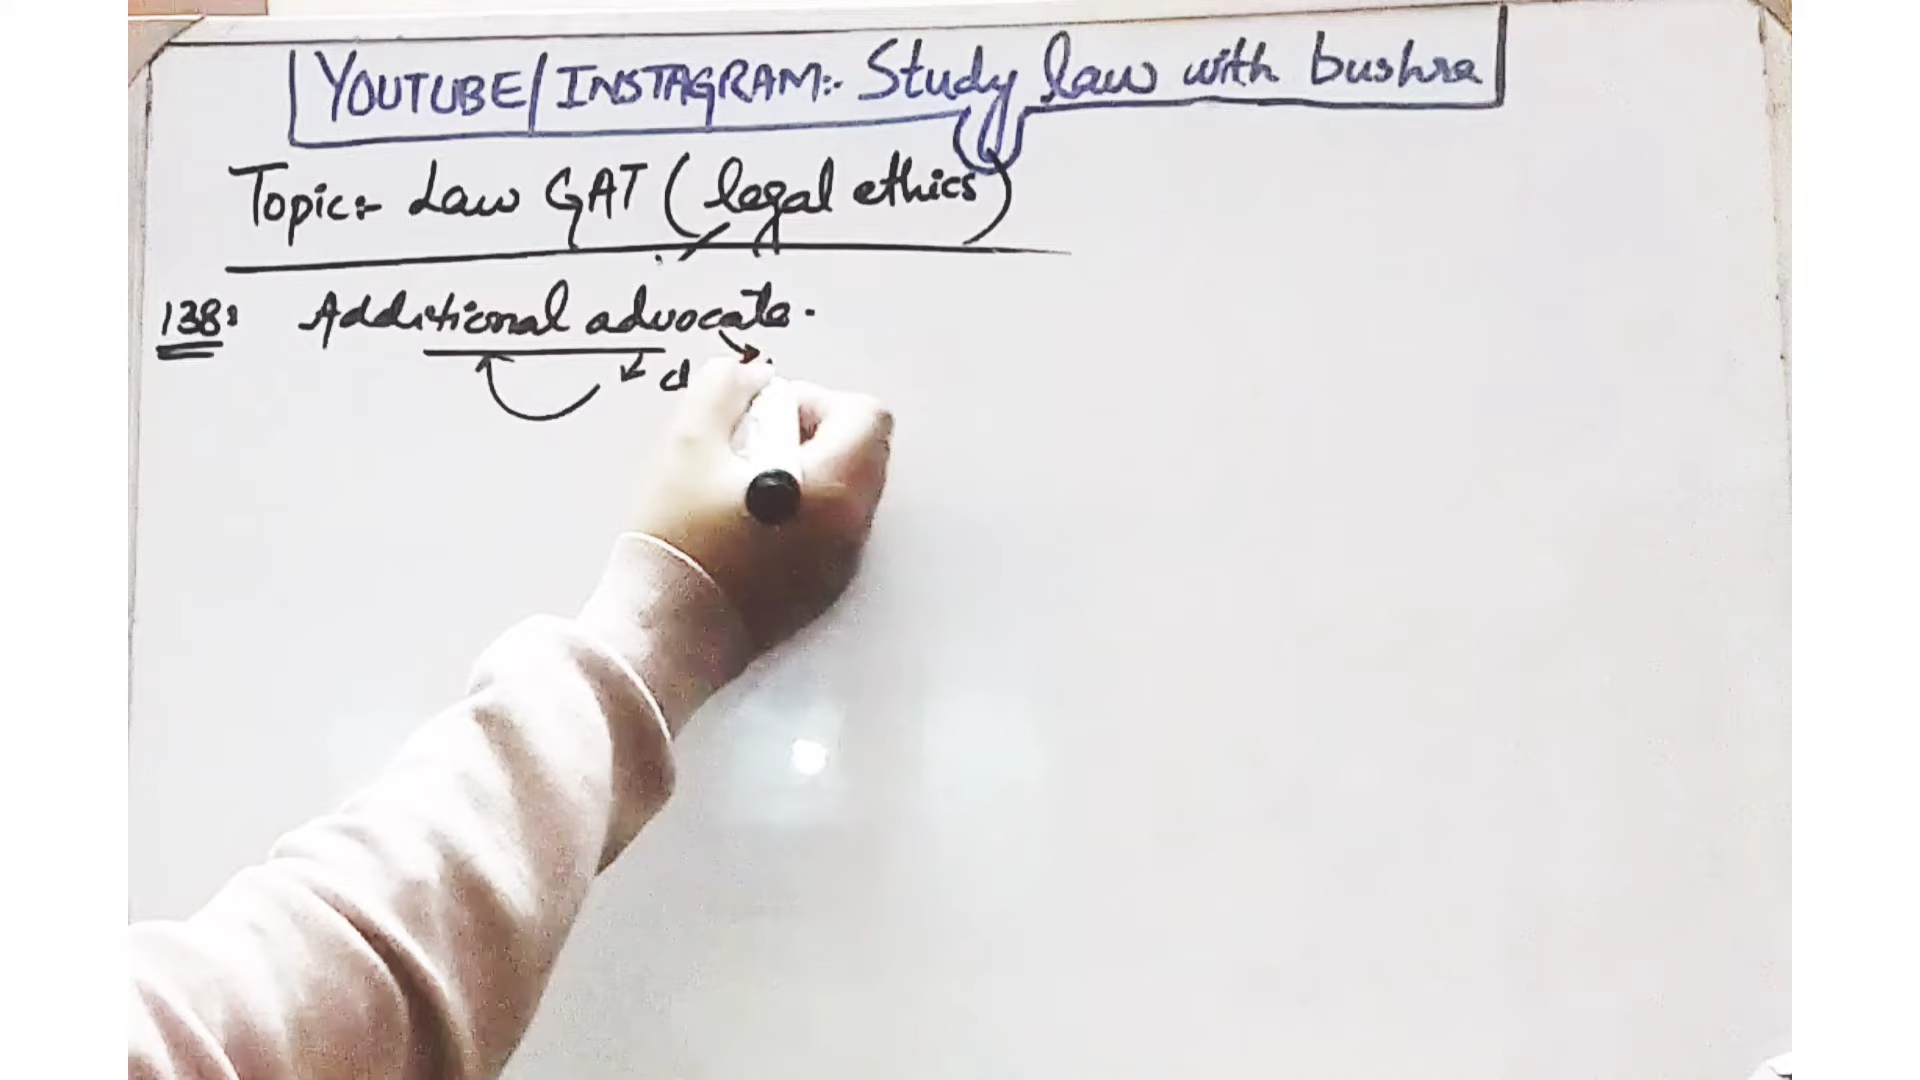 YOUTUBE/INSTAGRAM:- Study law with bushra
Topic:- Law GAT (legal ethics)
138: Additional advocate.